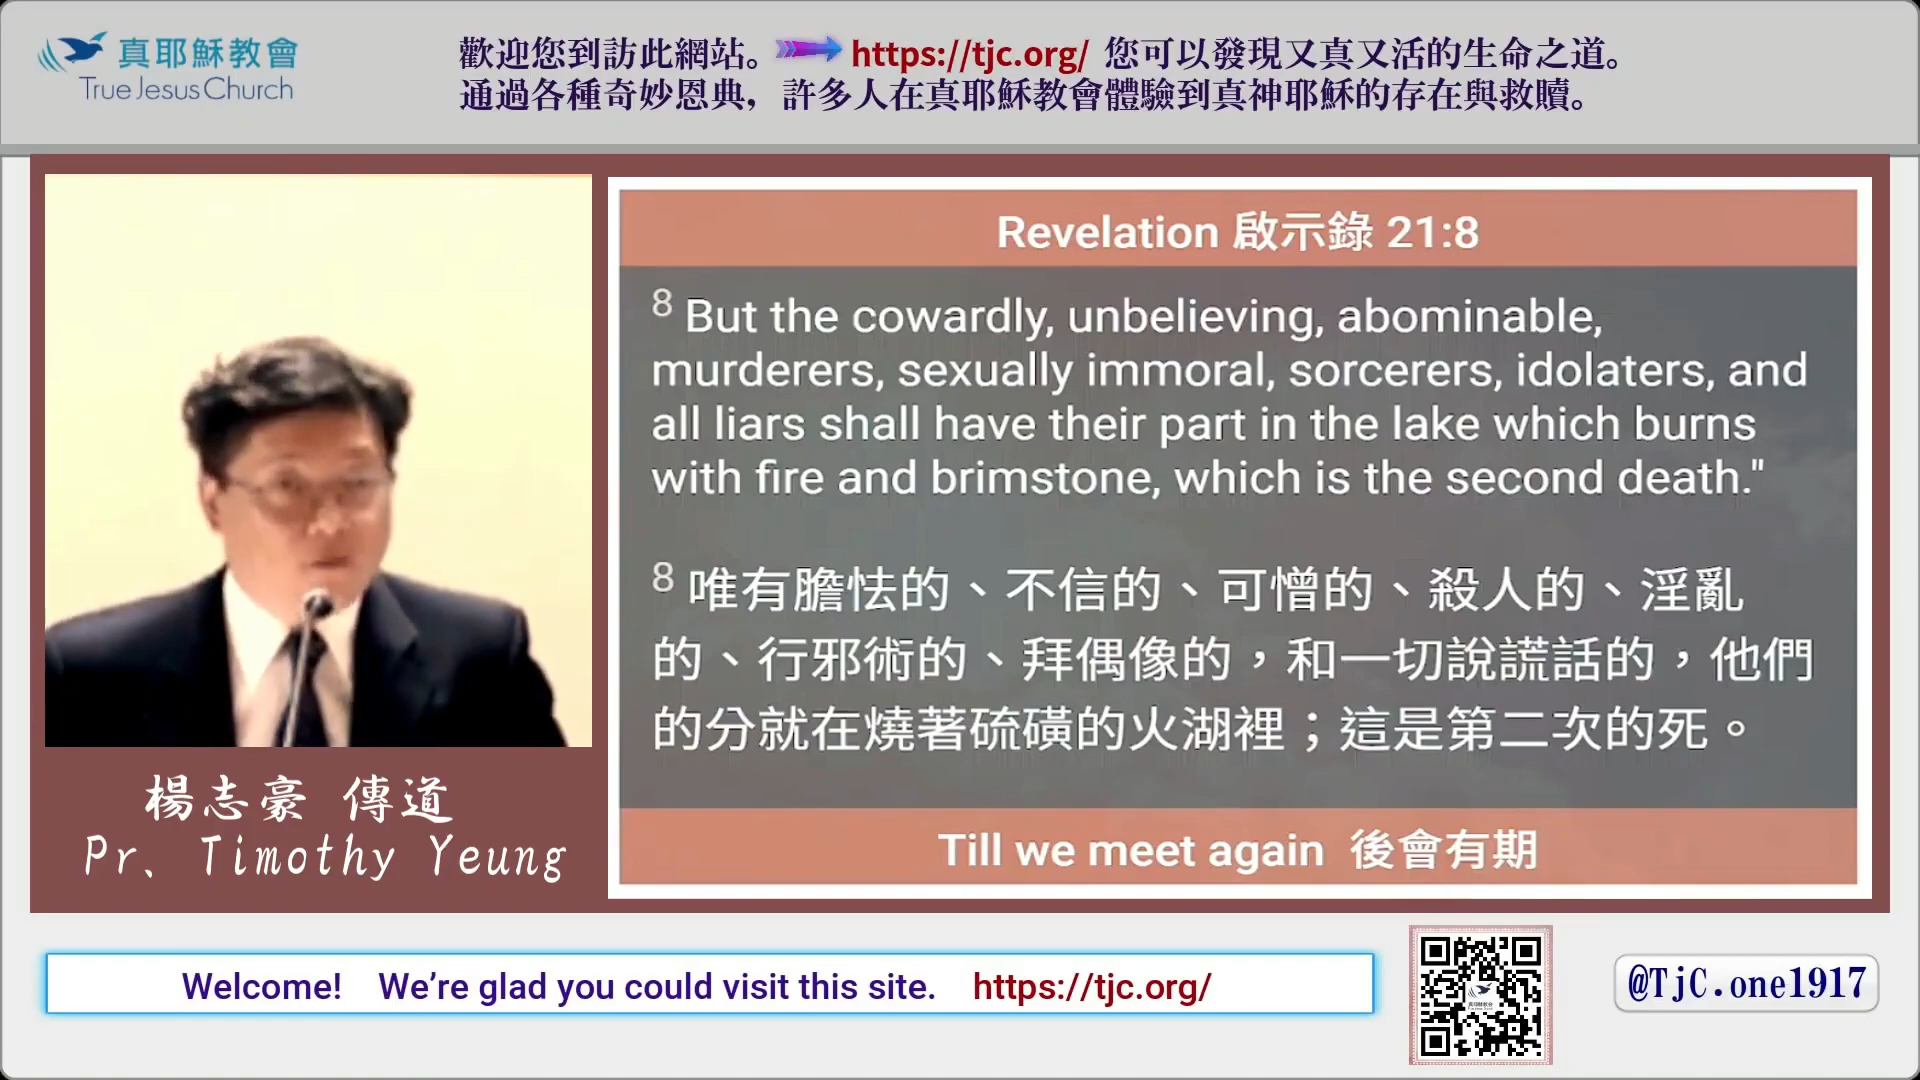 真耶穌教會
True Jesus Church
歡迎您到訪此網站。 https://tjc.org/ 您可以發現又真又活的生命之道。
通過各種奇妙恩典，許多人在真耶穌教會體驗到真神耶穌的存在與救贖。
Revelation 啟示錄 21:8
8 But the cowardly, unbelieving, abominable,
murderers, sexually immoral, sorcerers, idolaters, and
all liars shall have their part in the lake which burns
with fire and brimstone, which is the second death."
8 唯有膽怯的、不信的、可憎的、殺人的、淫亂
的、行邪術的、拜偶像的，和一切說謊話的，他們
的分就在燒著硫磺的火湖裡；這是第二次的死。
Till we meet again 後會有期
楊志豪 傳道
Pr、Timothy Yeung
Welcome! We’re glad you could visit this site. https://tjc.org/
@TjC.one1917